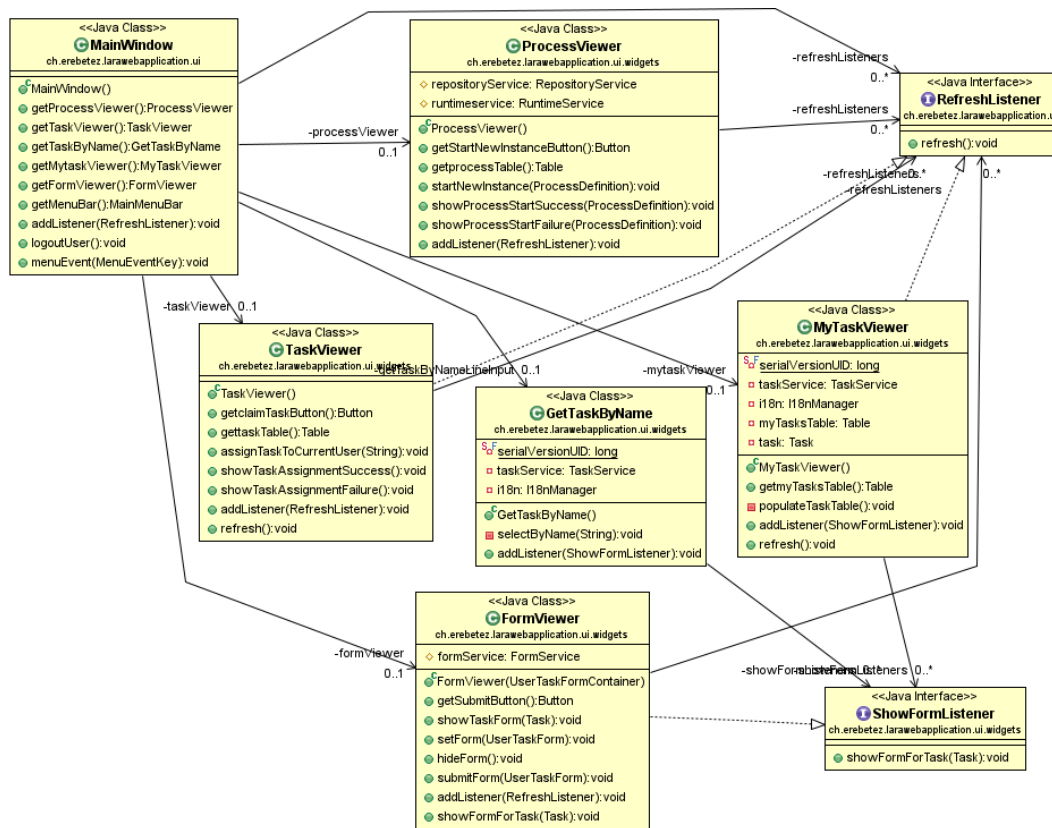 <<Java Class>>
MainWindow
ch.erebetez.larawebapplication.ui
MainWindow()
getProcessViewer():ProcessViewer
getTaskViewer():TaskViewer
getTaskByName():GetTaskByName
getMytaskViewer():MyTaskViewer
getFormViewer():FormViewer
getMenuBar():MainMenuBar
addListener(RefreshListener):void
logoutUser():void
menuEvent(MenuEventKey):void
<<Java Class>>
ProcessViewer
ch.erebetez.larawebapplication.ui.widgets
repositoryService: RepositoryService
runtimeservice: RuntimeService
ProcessViewer()
getStartNewInstanceButton():Button
getprocessTable():Table
startNewInstance(ProcessDefinition):void
showProcessStartSuccess(ProcessDefinition):void
showProcessStartFailure(ProcessDefinition):void
addListener(RefreshListener):void
-refreshListeners
0..*
<<Java Interface>>
RefreshListener
ch.erebetez.larawebapplication.ui
refresh():void
-refreshListeners
0..*
-processViewer
0..1
-refreshListeners
0..*
-refreshListeners
0..*
-taskViewer 0..1
<<Java Class>>
TaskViewer
ch.erebetez.larawebapplication.ui.widgets
TaskViewer()
getclaimTaskButton():Button
gettaskTable():Table
assignTaskToCurrentUser(String):void
showTaskAssignmentSuccess():void
showTaskAssignmentFailure():void
addListener(RefreshListener):void
refresh():void
-getTaskByNameLineInput 0..1
<<Java Class>>
GetTaskByName
ch.erebetez.larawebapplication.ui.widgets
S F serialVersionUID: long
taskService: TaskService
i18n: I18nManager
GetTaskByName()
selectByName(String):void
addListener(ShowFormListener):void
-mytaskViewer
0..1
<<Java Class>>
MyTaskViewer
ch.erebetez.larawebapplication.ui.widgets
S F serialVersionUID: long
taskService: TaskService
i18n: I18nManager
myTasksTable: Table
task: Task
MyTaskViewer()
getmyTasksTable():Table
populateTaskTable():void
addListener(ShowFormListener):void
refresh():void
-formViewer
0..1
<<Java Class>>
FormViewer
ch.erebetez.larawebapplication.ui.widgets
formService: FormService
FormViewer(UserTaskFormContainer)
getSubmitButton():Button
showTaskForm(Task):void
setForm(UserTaskForm):void
hideForm():void
submitForm(UserTaskForm):void
addListener(RefreshListener):void
showFormForTask(Task):void
0..*
<<Java Interface>>
ShowFormListener
ch.erebetez.larawebapplication.ui.widgets
showFormForTask(Task):void